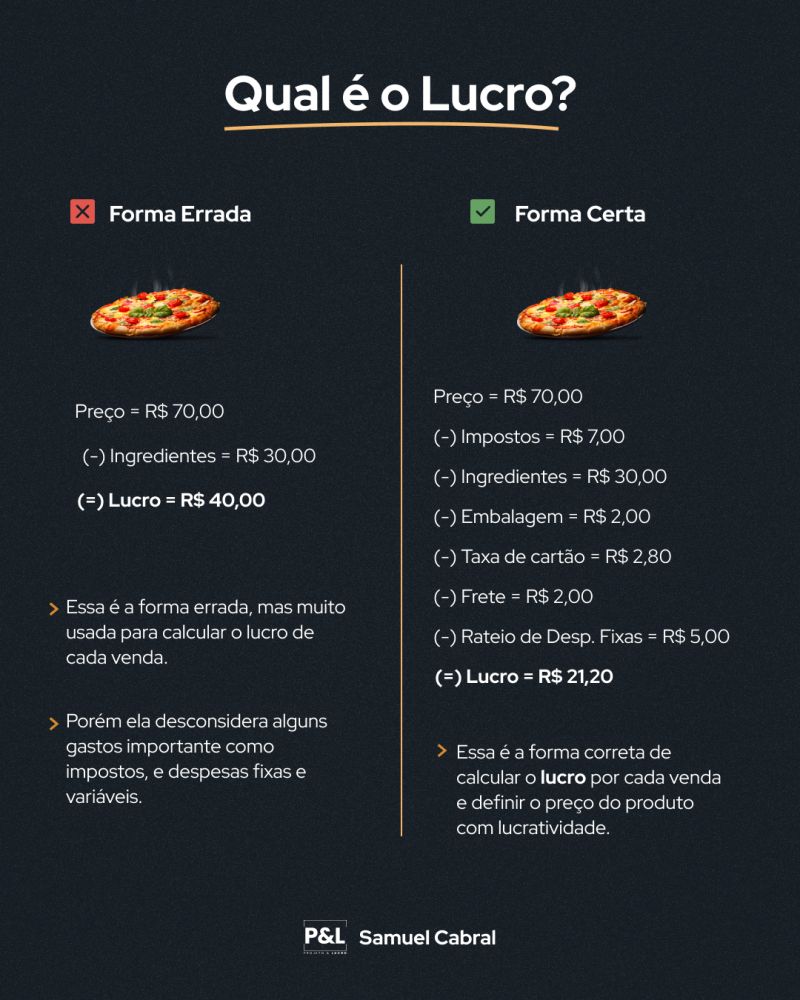 Qual é o Lucro?
Forma Errada
Preço = R$ 70,00
(-) Ingredientes = R$ 30,00
(=) Lucro = R$ 40,00
Essa é a forma errada, mas muito
usada para calcular o lucro de
cada venda.
Porém ela desconsidera alguns
gastos importante como
impostos, e despesas fixas e
variáveis.
Forma Certa
Preço = R$ 70,00
(-) Impostos = R$ 7,00
(-) Ingredientes = R$ 30,00
(-) Embalagem = R$ 2,00
(-) Taxa de cartão = R$ 2,80
(-) Frete = R$ 2,00
(-) Rateio de Desp. Fixas = R$ 5,00
(=) Lucro = R$ 21,20
Essa é a forma correta de
calcular o lucro por cada venda
e definir o preço do produto
com lucratividade.
P&L
PROJETO & LUCRO
Samuel Cabral